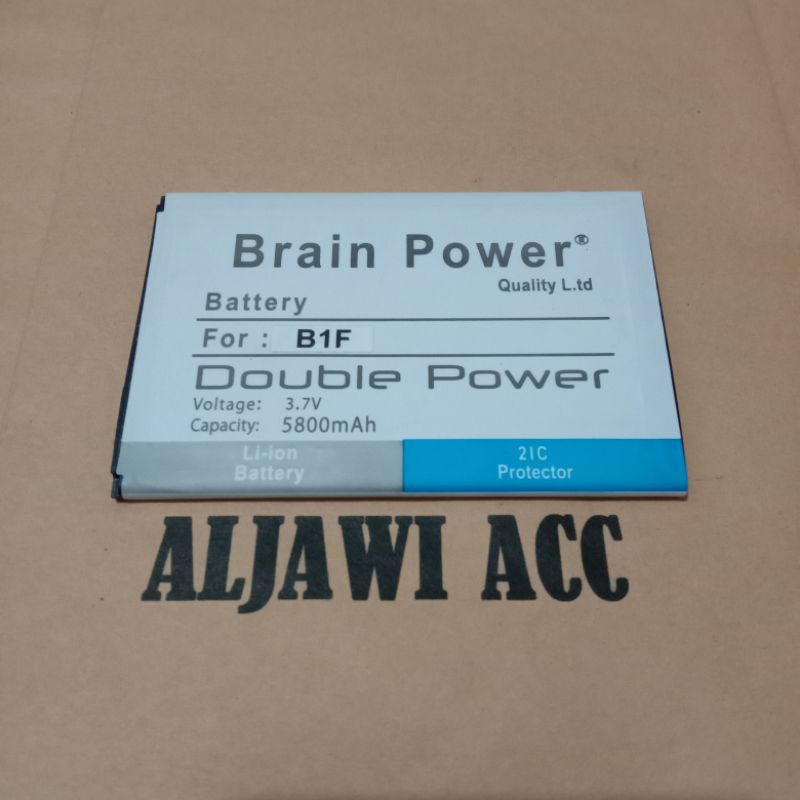 Brain Power®
Quality L.td
Battery
For : B1F
Double Power
Voltage: 3.7V
Capacity: 5800mAh
Li-ion
Battery
2IC
Protector
ALJAWI ACC